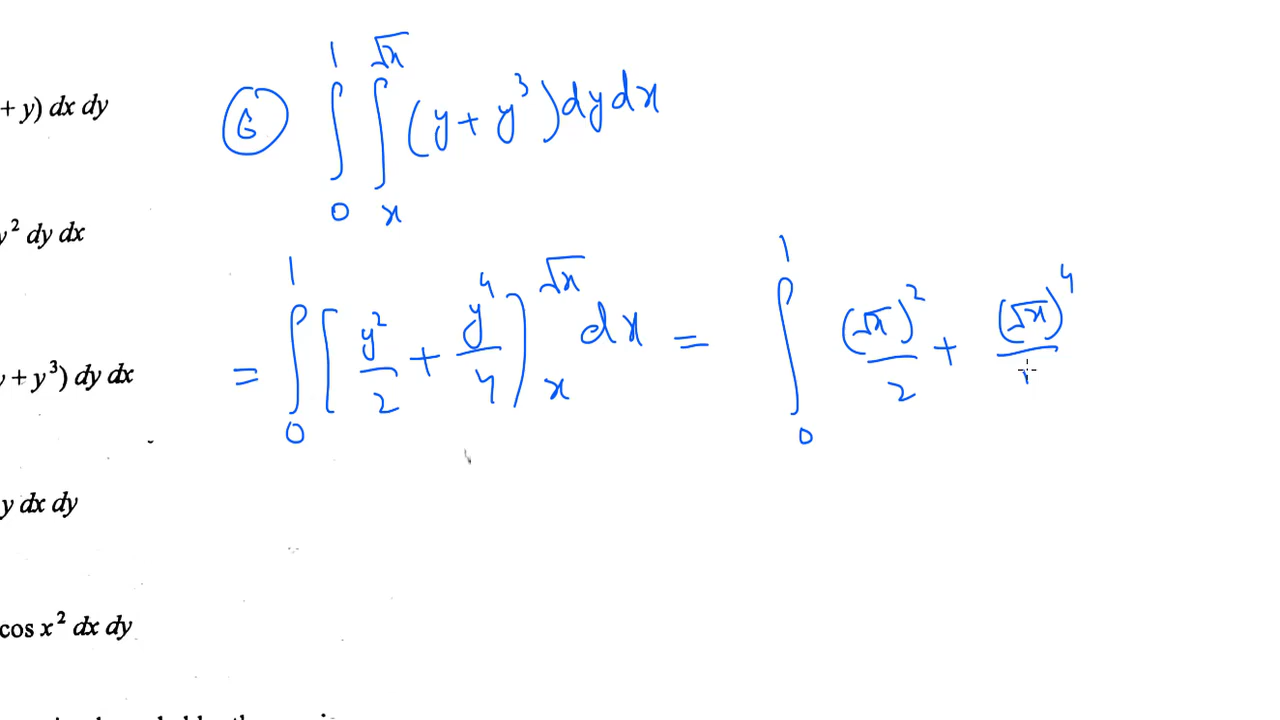 + y) dx dy
⑥ ∫₀¹ ∫ₓ^√x (y + y³) dy dx
y² dy dx
= ∫₀¹ [y²/2 + y⁴/4]ₓ^√x dx = ∫₀¹ (√x)²/2 + (√x)⁴/
+ y³) dy dx
y dx dy
cos x² dx dy